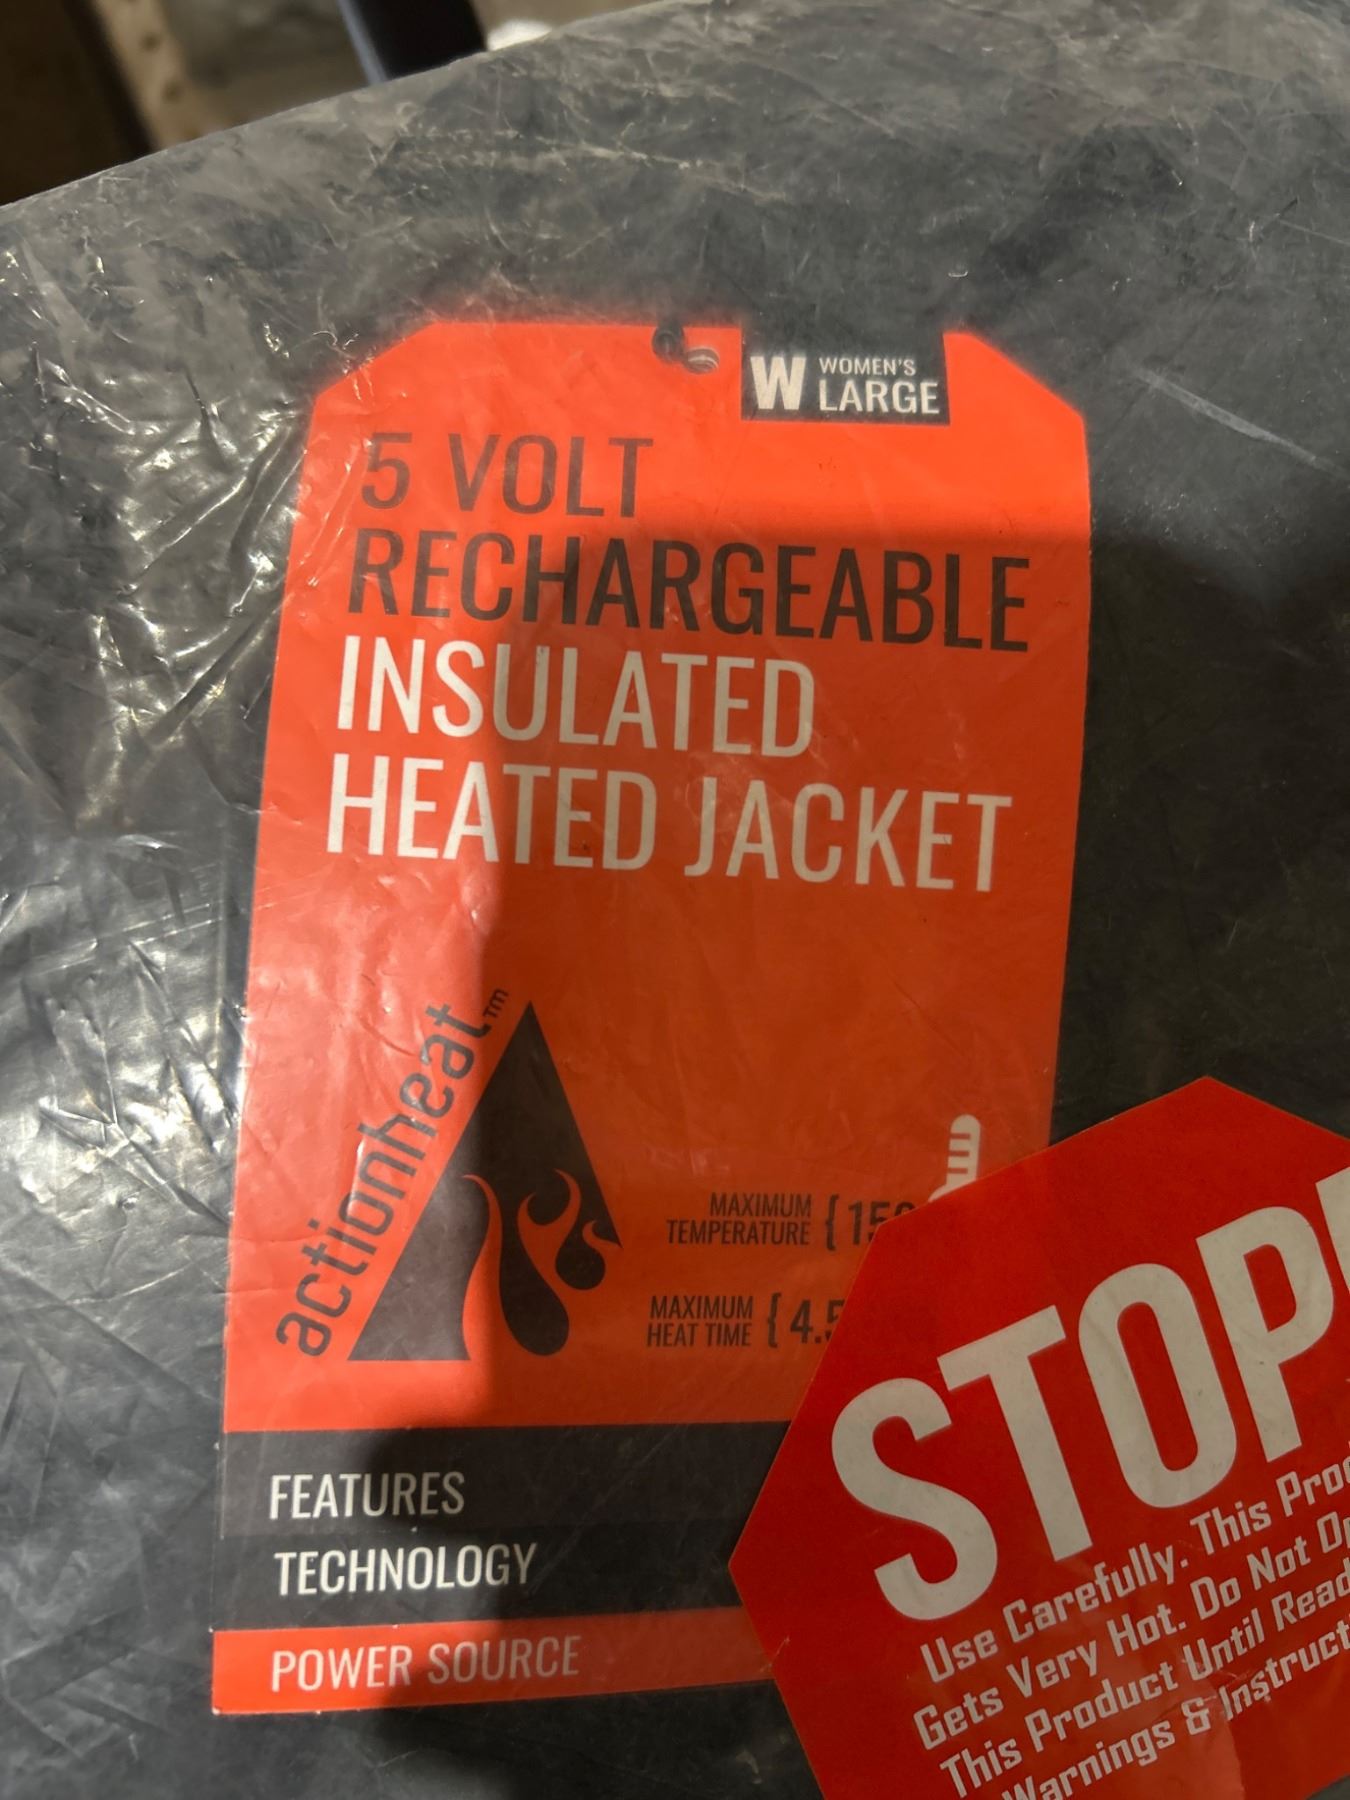 W WOMEN'S
LARGE
5 VOLT
RECHARGEABLE
INSULATED
HEATED JACKET
actionheat™
MAXIMUM
TEMPERATURE {
MAXIMUM
HEAT TIME {
FEATURES
TECHNOLOGY
POWER SOURCE
STOP
Use Carefully. This
Gets Very Hot. Do Not
This Product Until
Warnings &